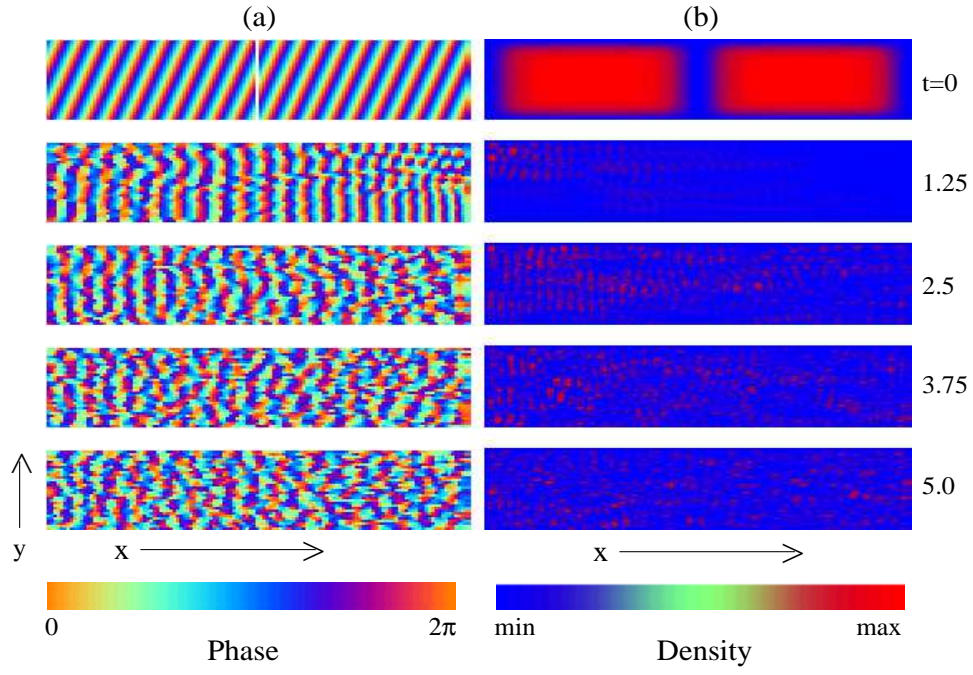 (a)
(b)
t=0
1.25
2.5
3.75
5.0
y
x
x
0
2π
min
max
Phase
Density